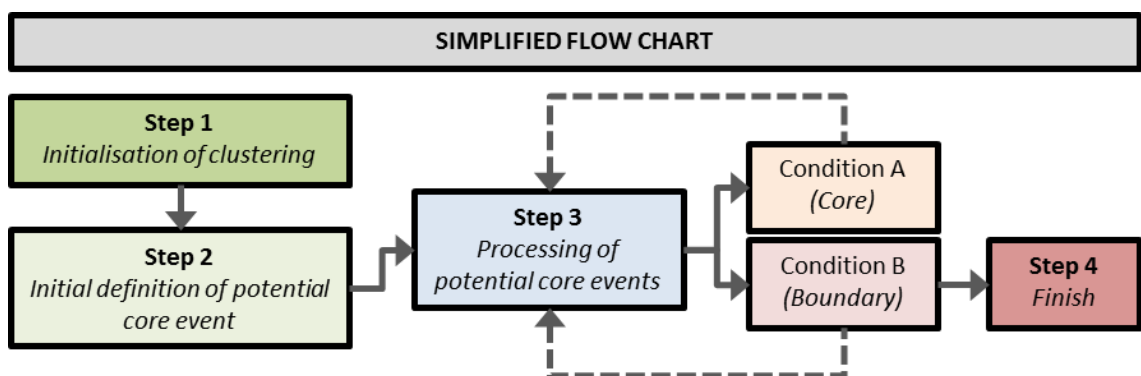 SIMPLIFIED FLOW CHART
Step 1
Initialisation of clustering
Step 2
Initial definition of potential
core event
Step 3
Processing of
potential core events
Condition A
(Core)
Condition B
(Boundary)
Step 4
Finish